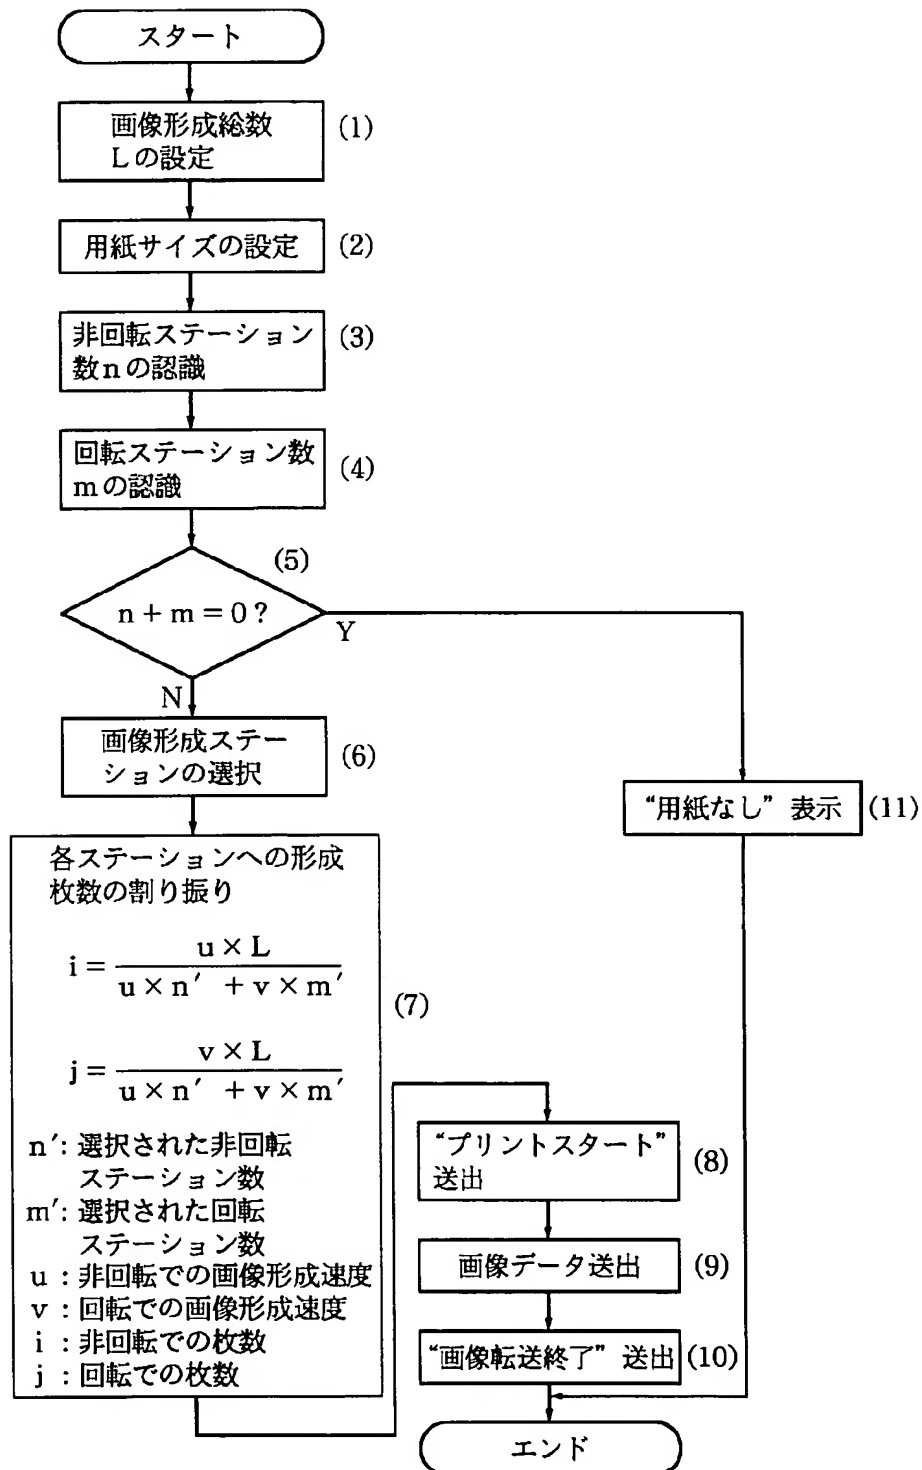 スタート
画像形成総数
Lの設定
(1)
用紙サイズの設定
(2)
非回転ステーション
数nの認識
(3)
回転ステーション数
mの認識
(4)
(5)
n + m = 0 ?
Y
N
画像形成ステー
ションの選択
(6)
“用紙なし” 表示
(11)
各ステーションへの形成
枚数の割り振り
i = u × L / u × n′ + v × m′
j = v × L / u × n′ + v × m′
(7)
n′: 選択された非回転
ステーション数
m′: 選択された回転
ステーション数
u : 非回転での画像形成速度
v : 回転での画像形成速度
i : 非回転での枚数
j : 回転での枚数
“プリントスタート”
送出
(8)
画像データ送出
(9)
“画像転送終了” 送出
(10)
エンド